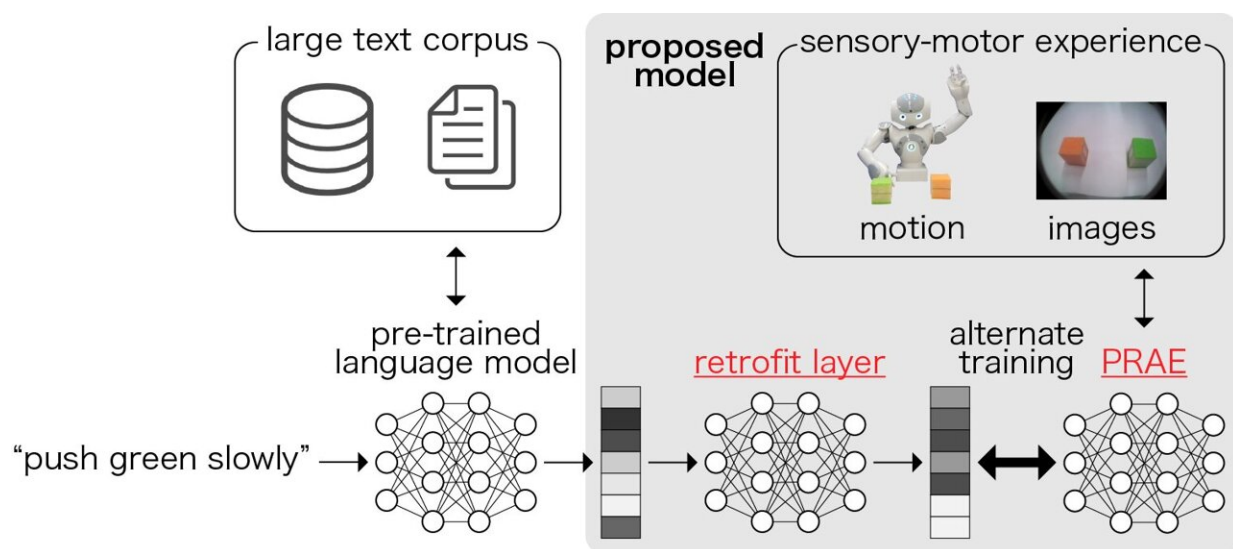 large text corpus
proposed
model
sensory-motor experience
motion
images
pre-trained
language model
retrofit layer
alternate
training
PRAE
“push green slowly”